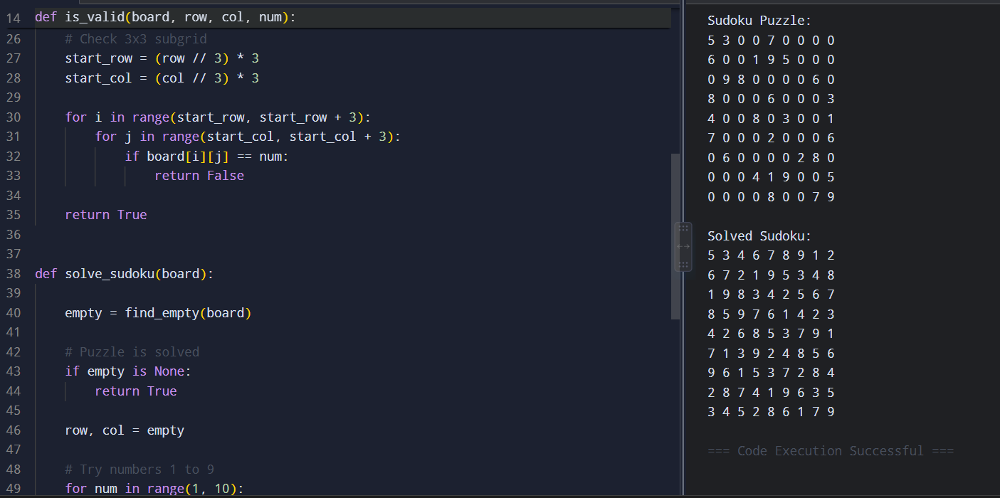 14 def is_valid(board, row, col, num):
26 # Check 3x3 subgrid
27 start_row = (row // 3) * 3
28 start_col = (col // 3) * 3
29
30 for i in range(start_row, start_row + 3):
31 for j in range(start_col, start_col + 3):
32 if board[i][j] == num:
33 return False
34
35 return True
36
37
38 def solve_sudoku(board):
39
40 empty = find_empty(board)
41
42 # Puzzle is solved
43 if empty is None:
44 return True
45
46 row, col = empty
47
48 # Try numbers 1 to 9
49 for num in range(1, 10):
Sudoku Puzzle:
5 3 0 0 7 0 0 0 0
6 0 0 1 9 5 0 0 0
0 9 8 0 0 0 0 6 0
8 0 0 0 6 0 0 0 3
4 0 0 8 0 3 0 0 1
7 0 0 0 2 0 0 0 6
0 6 0 0 0 0 2 8 0
0 0 0 4 1 9 0 0 5
0 0 0 0 8 0 0 7 9
Solved Sudoku:
5 3 4 6 7 8 9 1 2
6 7 2 1 9 5 3 4 8
1 9 8 3 4 2 5 6 7
8 5 9 7 6 1 4 2 3
4 2 6 8 5 3 7 9 1
7 1 3 9 2 4 8 5 6
9 6 1 5 3 7 2 8 4
2 8 7 4 1 9 6 3 5
3 4 5 2 8 6 1 7 9
=== Code Execution Successful ===